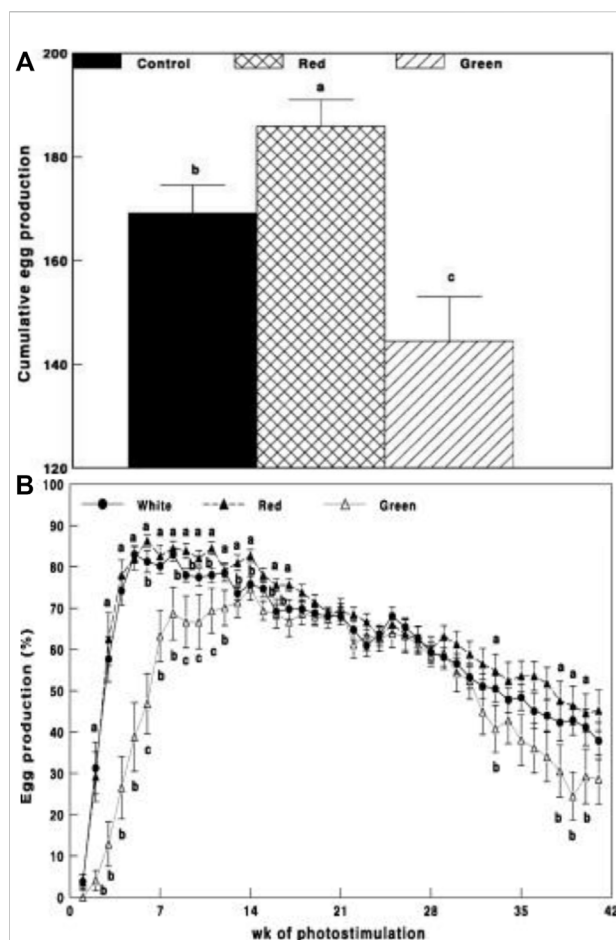 A
Control Red Green
200
180
160
140
120
Cumulative egg production
a
b
c
B
White Red Green
100
90
80
70
60
50
40
30
20
10
0
Egg production (%)
a a a a a a a a a a a a a a
a a a a
b b b b b b b
b b b b c c b
c
b
b
b
b
b
b b b
0 7 14 21 28 35 42
wk of photostimulation